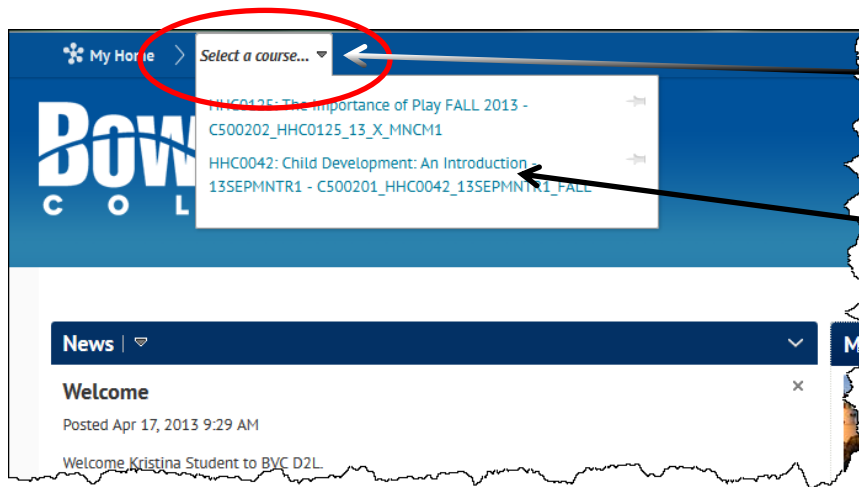 My Home
Select a course...
HHC0125: The Importance of Play FALL 2013 -
C500202_HHC0125_13_X_MNCM1
HHC0042: Child Development: An Introduction -
13SEPMNTR1 - C500201_HHC0042_13SEPMNTR1_FALL
BOW
C O L
News
M
Welcome
Posted Apr 17, 2013 9:29 AM
Welcome Kristina Student to BVC D2L.